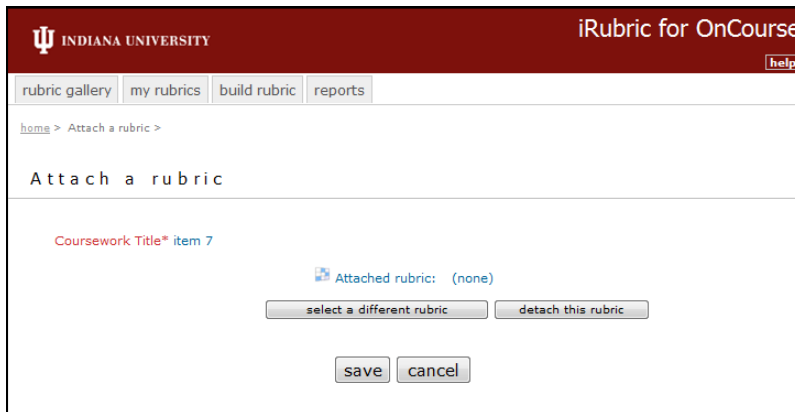 INDIANA UNIVERSITY
iRubric for OnCourse
help
rubric gallery my rubrics build rubric reports
home > Attach a rubric >
Attach a rubric
Coursework Title* item 7
Attached rubric: (none)
select a different rubric detach this rubric
save cancel